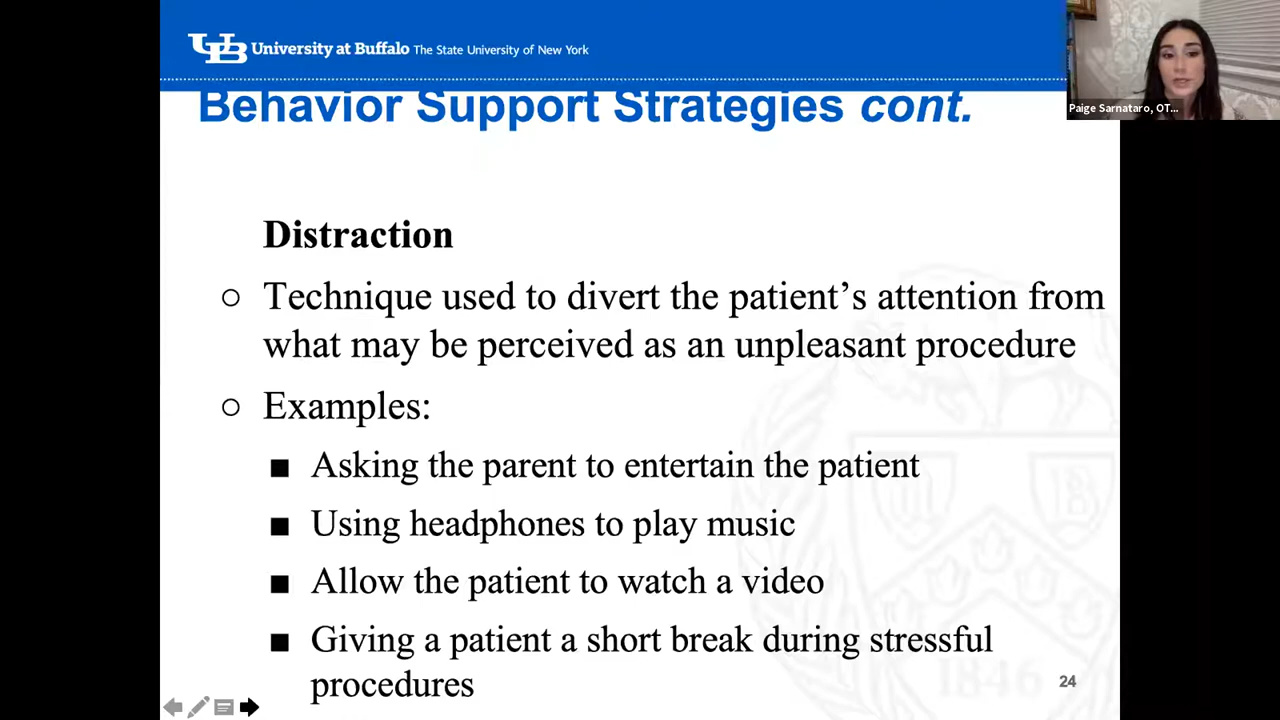 University at Buffalo The State University of New York
Behavior Support Strategies cont.
Paige Sarnataro, OT...
Distraction
○ Technique used to divert the patient’s attention from
what may be perceived as an unpleasant procedure
○ Examples:
■ Asking the parent to entertain the patient
■ Using headphones to play music
■ Allow the patient to watch a video
■ Giving a patient a short break during stressful
procedures
1846
24